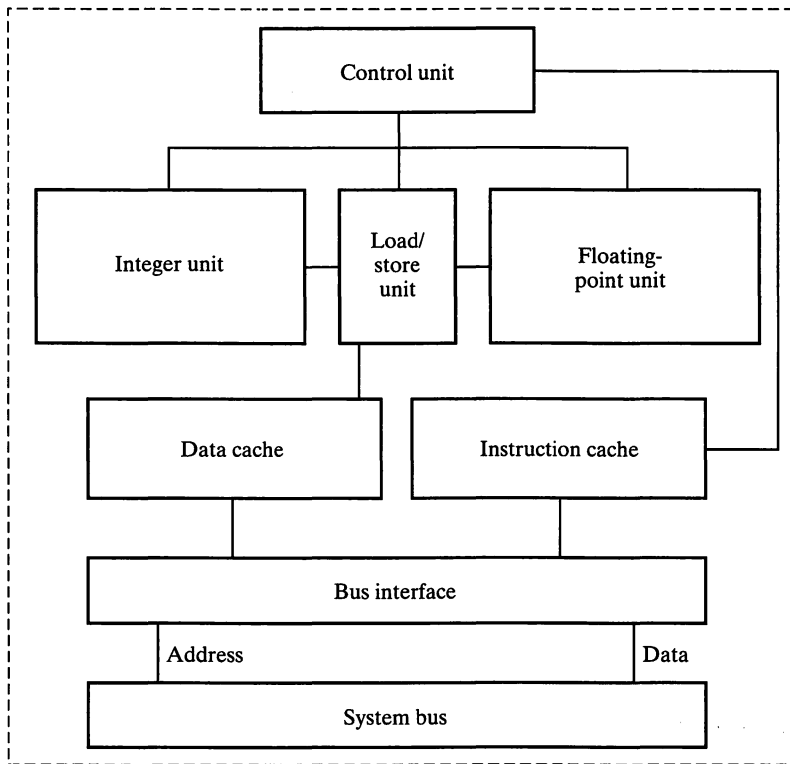 Control unit
Integer unit
Load/
store
unit
Floating-
point unit
Data cache
Instruction cache
Bus interface
Address
Data
System bus